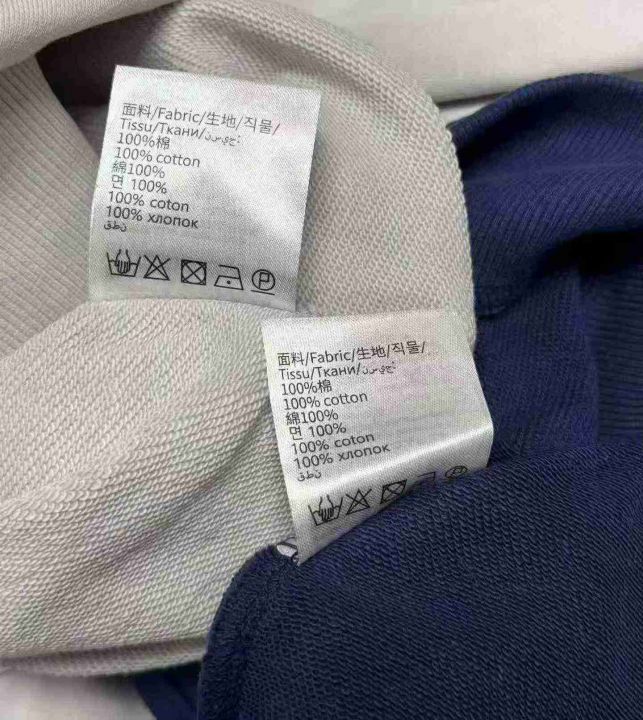 面料/Fabric/生地/직물/
Tissu/Ткани/
100%棉
100% cotton
綿100%
면 100%
100% coton
100% хлопок
نطق
面料/Fabric/生地/직물/
Tissu/Ткани/
100%棉
100% cotton
綿100%
면 100%
100% coton
100% хлопок
نطق